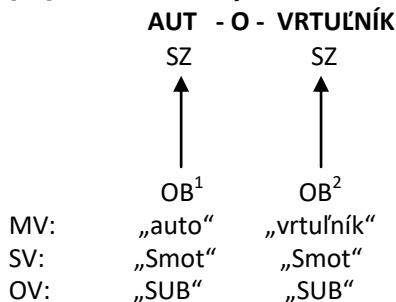 AUT - O - VRTUĽNÍK
SZ SZ
OB¹ OB²
MV: „auto“ „vrtuľník“
SV: „Smot“ „Smot“
OV: „SUB“ „SUB“